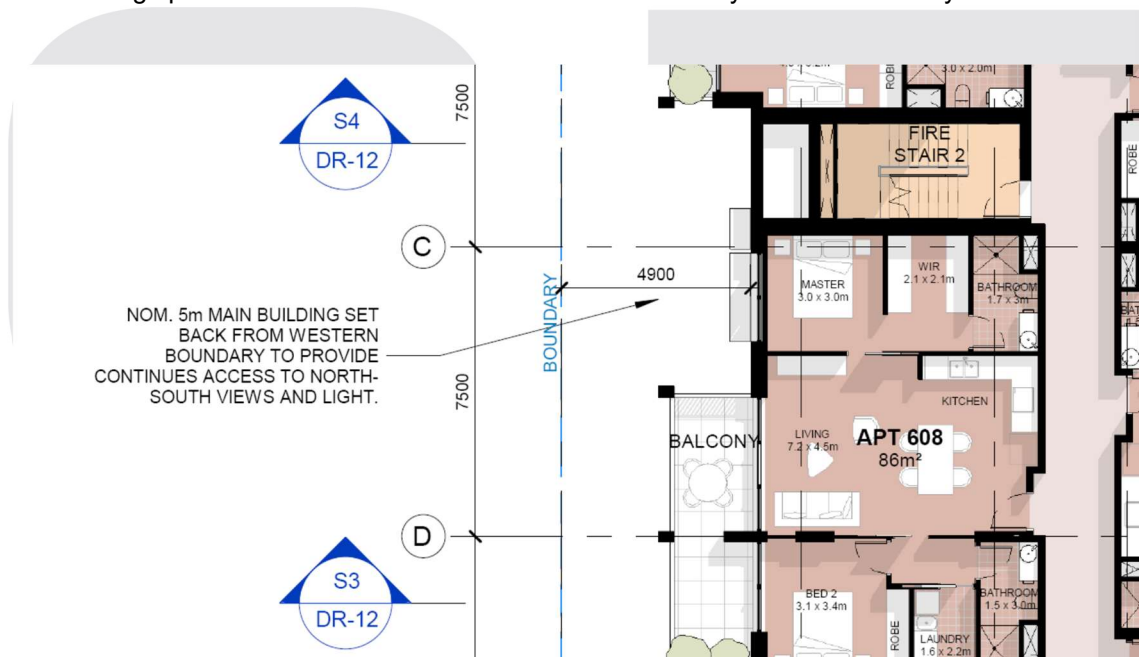 7500
S4
DR-12
3.0 x 2.0m
FIRE
STAIR 2
ROBE
C
4900
MASTER
3.0 x 3.0m
WIR
2.1 x 2.1m
BATHROOM
1.7 x 3m
BOUNDARY
NOM. 5m MAIN BUILDING SET
BACK FROM WESTERN
BOUNDARY TO PROVIDE
CONTINUES ACCESS TO NORTH-
SOUTH VIEWS AND LIGHT.
7500
KITCHEN
BALCONY
LIVING
7.2 x 4.5m
APT 608
86m²
D
S3
DR-12
BED 2
3.1 x 3.4m
ROBE
BATHROOM
1.5 x 3.0m
LAUNDRY
1.6 x 2.2m